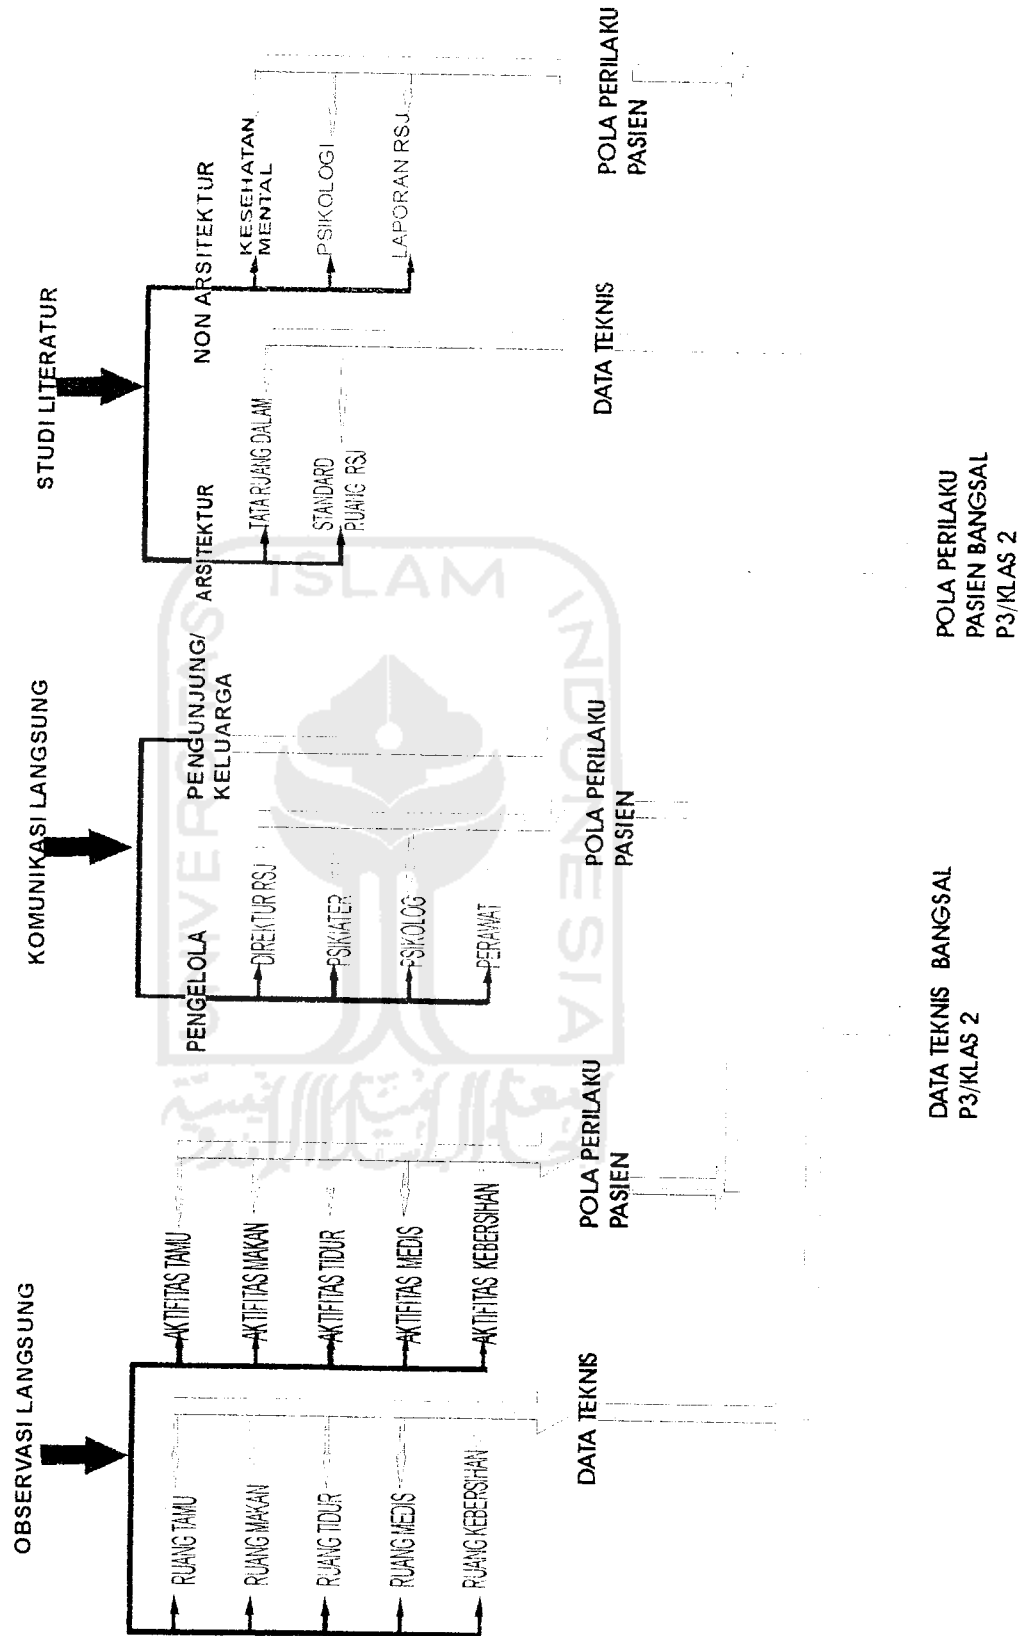 OBSERVASI LANGSUNG
RUANG TAMU
RUANG MAKAN
RUANG TIDUR
RUANG MEDIS
RUANG KEBERSIHAN
DATA TEKNIS
AKTIFITAS TAMU
AKTIFITAS MAKAN
AKTIFITAS TIDUR
AKTIFITAS MEDIS
AKTIFITAS KEBERSIHAN
POLA PERILAKU
PASIEN
KOMUNIKASI LANGSUNG
PENGELOLA
DIREKTUR RSJ
PSIKIATER
PSIKOLOG
PERAWAT
PENGUNJUNG/
KELUARGA
POLA PERILAKU
PASIEN
STUDI LITERATUR
ARSITEKTUR
TATA RUANG DALAM
STANDARD
RUANG RSJ
DATA TEKNIS
NON ARSITEKTUR
KESEHATAN
MENTAL
PSIKOLOGI
LAPORAN RSJ
POLA PERILAKU
PASIEN
DATA TEKNIS BANGSAL
P3/KLAS 2
POLA PERILAKU
PASIEN BANGSAL
P3/KLAS 2
UNIVERSITAS
ISLAM
INDONESIA